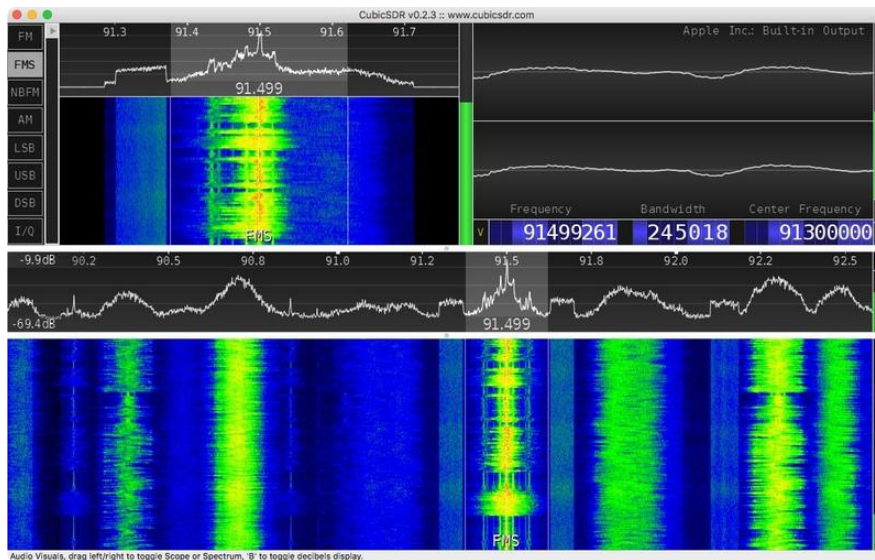 CubicSDR v0.2.3 :: www.cubicsdr.com
FM
FMS
NBFM
AM
LSB
USB
DSB
I/Q
V
91.3 91.4 91.5 91.6 91.7
91.499
FMS
Apple Inc.: Built-in Output
Frequency Bandwidth Center Frequency
91499261 245018 91300000
-9.9dB 90.2 90.5 90.8 91.0 91.2 91.5 91.8 92.0 92.2 92.5
-69.4dB
91.499
FMS
Audio Visuals, drag left/right to toggle Scope or Spectrum, 'B' to toggle decibels display.